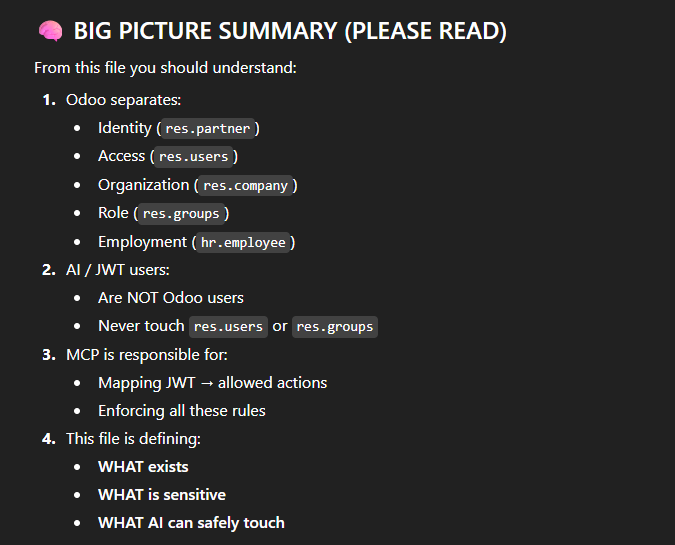 🧠 BIG PICTURE SUMMARY (PLEASE READ)
From this file you should understand:
1. Odoo separates:
• Identity (res.partner)
• Access (res.users)
• Organization (res.company)
• Role (res.groups)
• Employment (hr.employee)
2. AI / JWT users:
• Are NOT Odoo users
• Never touch res.users or res.groups
3. MCP is responsible for:
• Mapping JWT → allowed actions
• Enforcing all these rules
4. This file is defining:
• WHAT exists
• WHAT is sensitive
• WHAT AI can safely touch